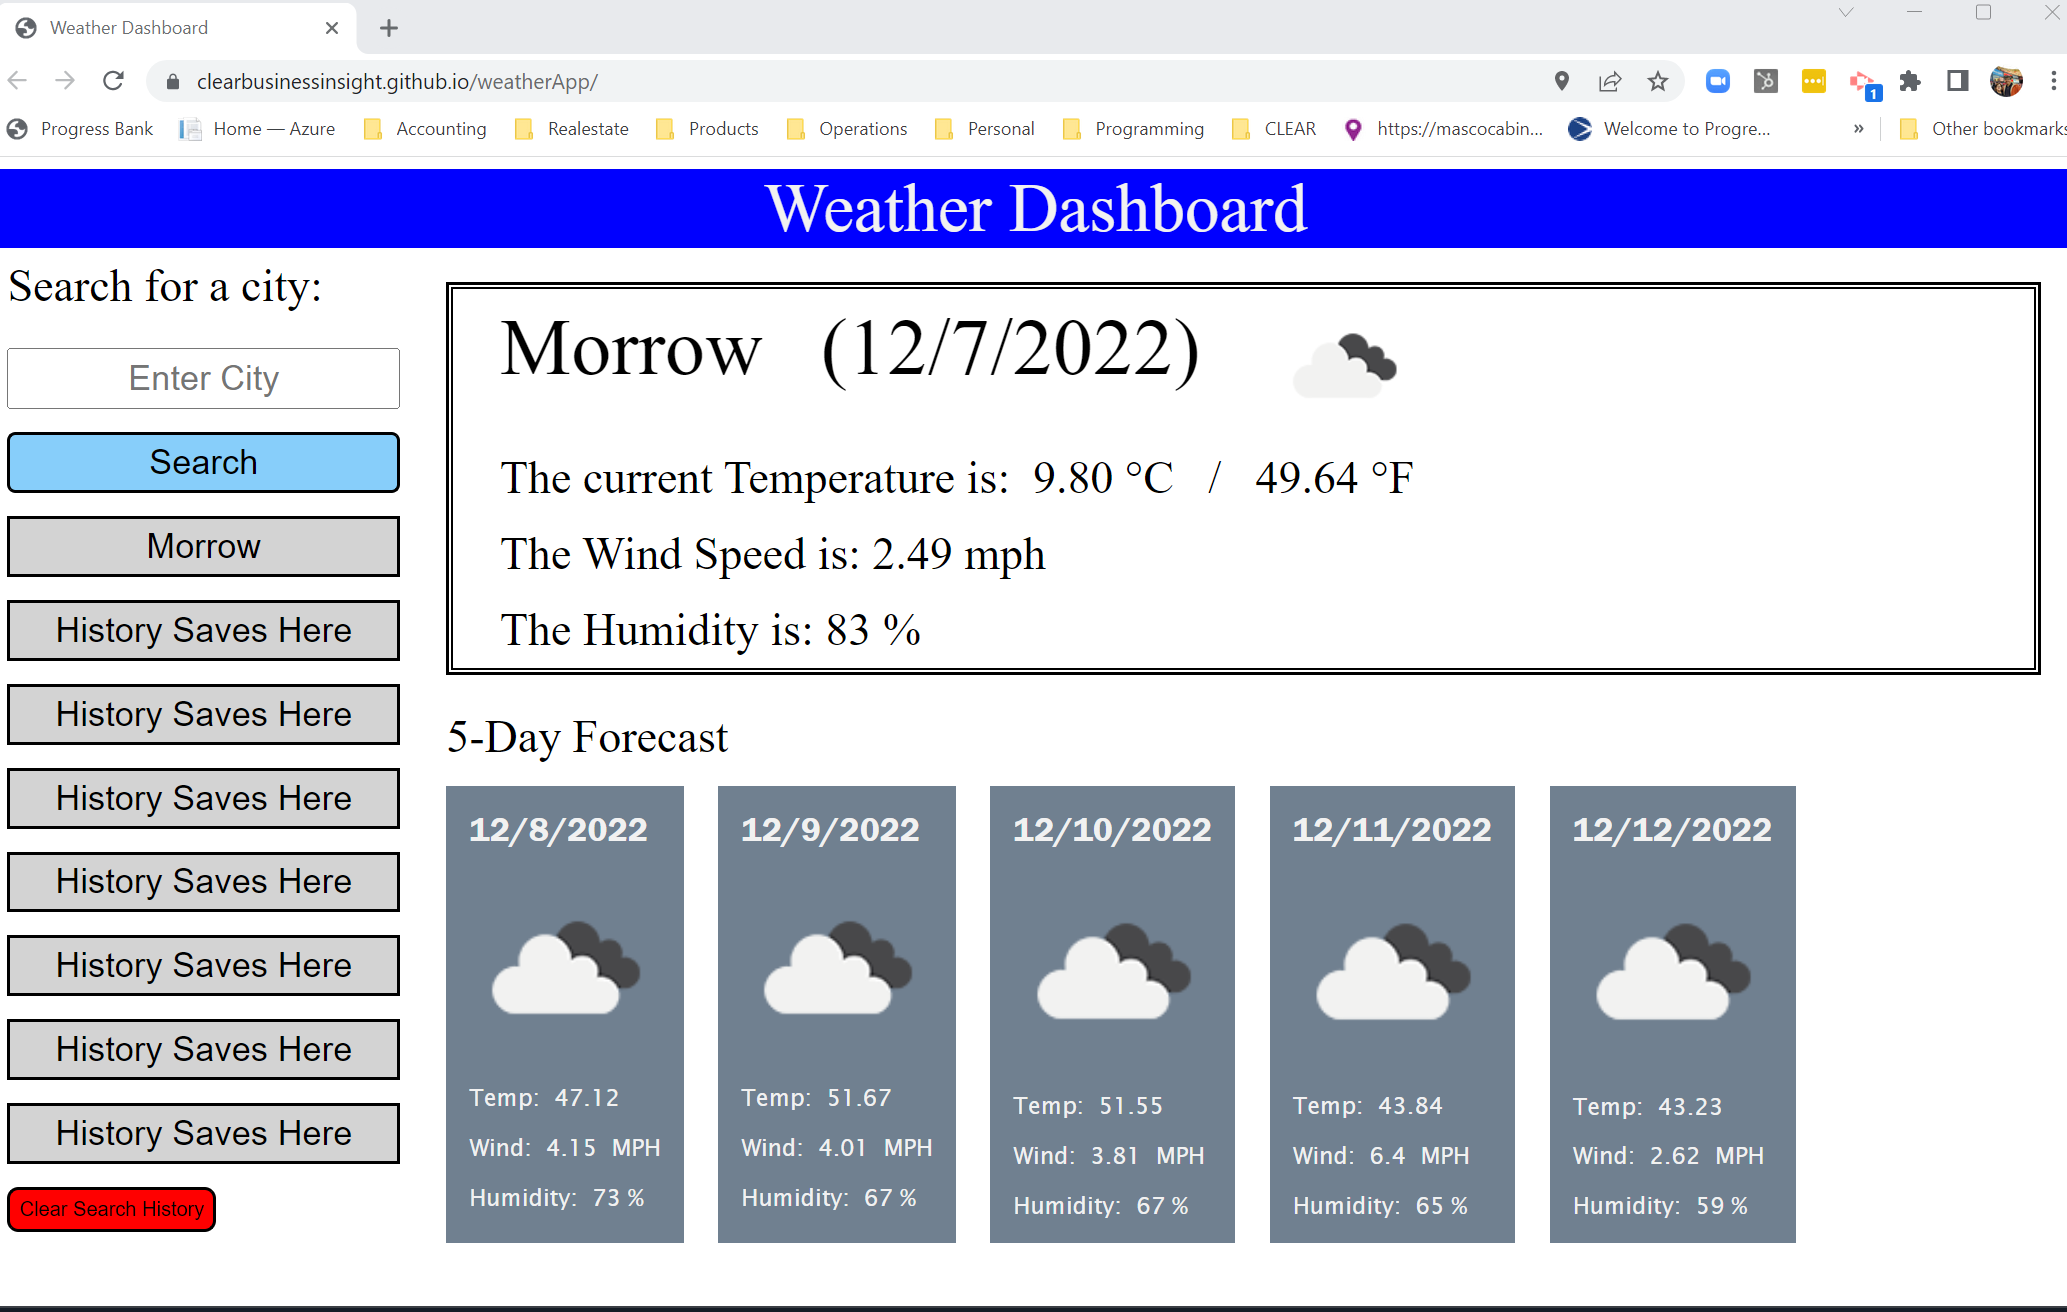 Weather Dashboard
clearbusinessinsight.github.io/weatherApp/
1
Progress Bank Home — Azure Accounting Realestate Products Operations Personal Programming CLEAR https://mascocabin... Welcome to Progre... » Other bookmarks
Weather Dashboard
Search for a city:
Enter City
Search
Morrow
History Saves Here
History Saves Here
History Saves Here
History Saves Here
History Saves Here
History Saves Here
History Saves Here
Clear Search History
Morrow (12/7/2022)
The current Temperature is: 9.80 °C / 49.64 °F
The Wind Speed is: 2.49 mph
The Humidity is: 83 %
5-Day Forecast
12/8/2022
Temp: 47.12
Wind: 4.15 MPH
Humidity: 73 %
12/9/2022
Temp: 51.67
Wind: 4.01 MPH
Humidity: 67 %
12/10/2022
Temp: 51.55
Wind: 3.81 MPH
Humidity: 67 %
12/11/2022
Temp: 43.84
Wind: 6.4 MPH
Humidity: 65 %
12/12/2022
Temp: 43.23
Wind: 2.62 MPH
Humidity: 59 %